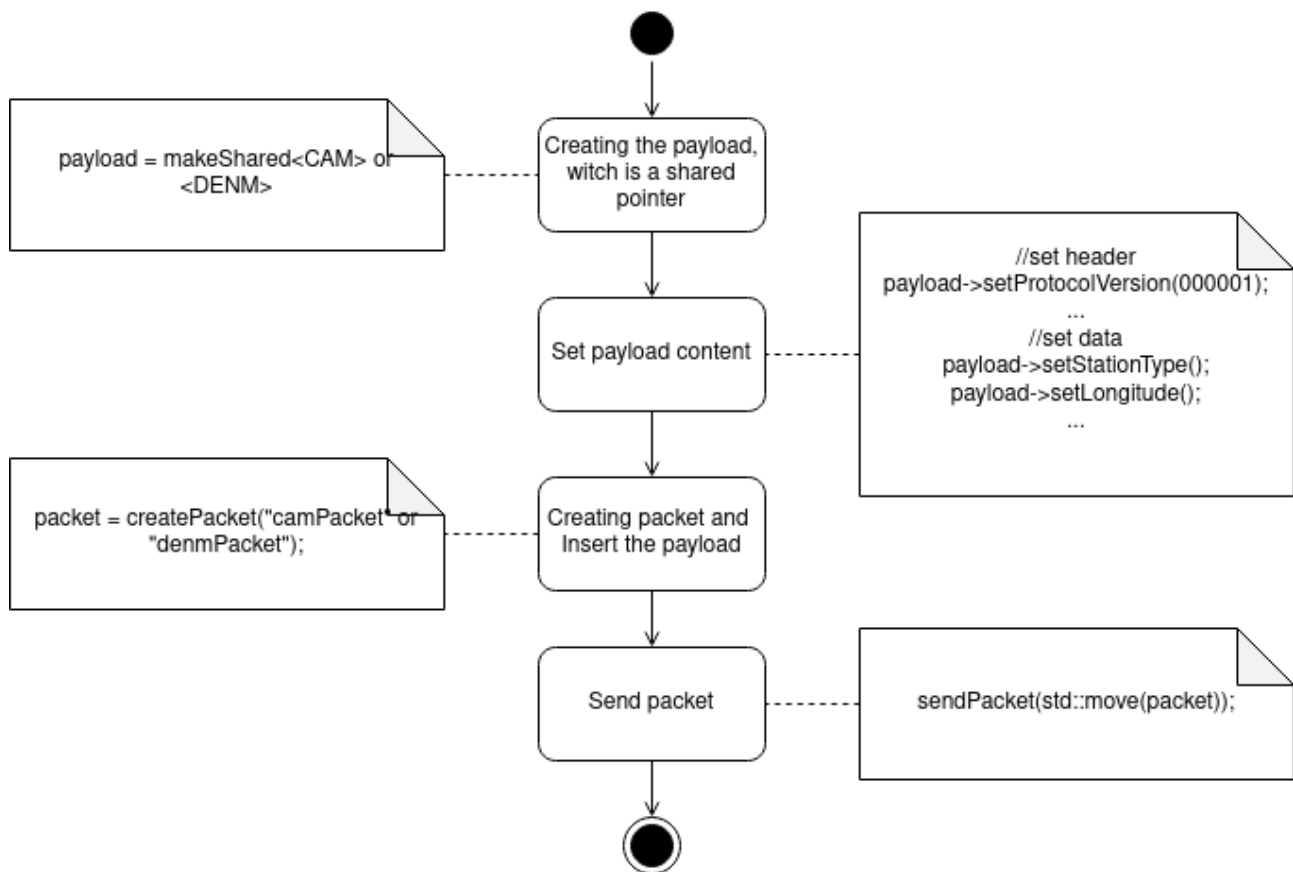 Creating the payload,
witch is a shared
pointer
payload = makeShared<CAM> or
<DENM>
Set payload content
//set header
payload->setProtocolVersion(000001);
...
//set data
payload->setStationType();
payload->setLongitude();
...
Creating packet and
Insert the payload
packet = createPacket("camPacket" or
"denmPacket");
Send packet
sendPacket(std::move(packet));